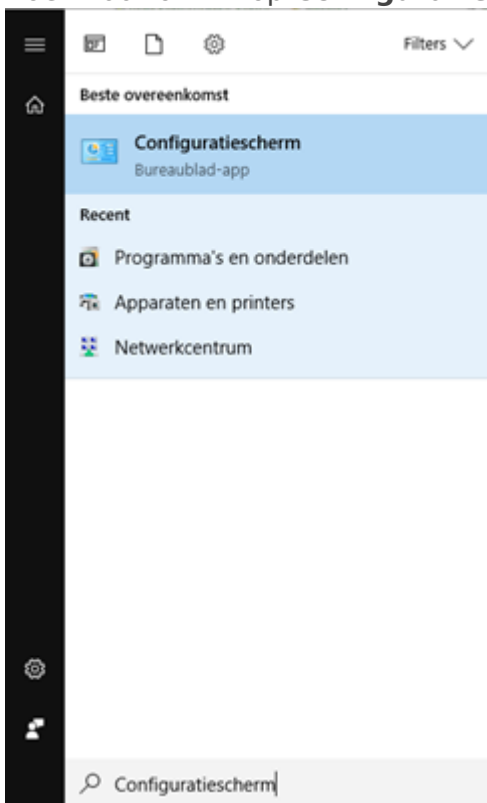 Filters
Beste overeenkomst
Configuratiescherm
Bureaublad-app
Recent
Programma's en onderdelen
Apparaten en printers
Netwerkcentrum
Configuratiescherm